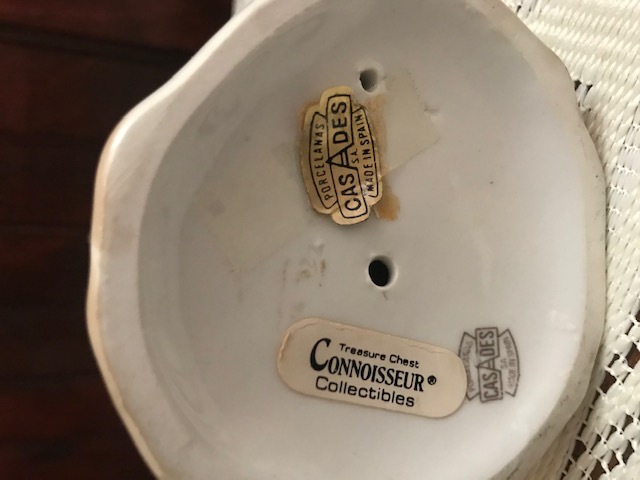 PORCELANAS
CASADES
S.A.
MADE IN SPAIN
Treasure Chest
CONNOISSEUR®
Collectibles
CASADES
S.A.